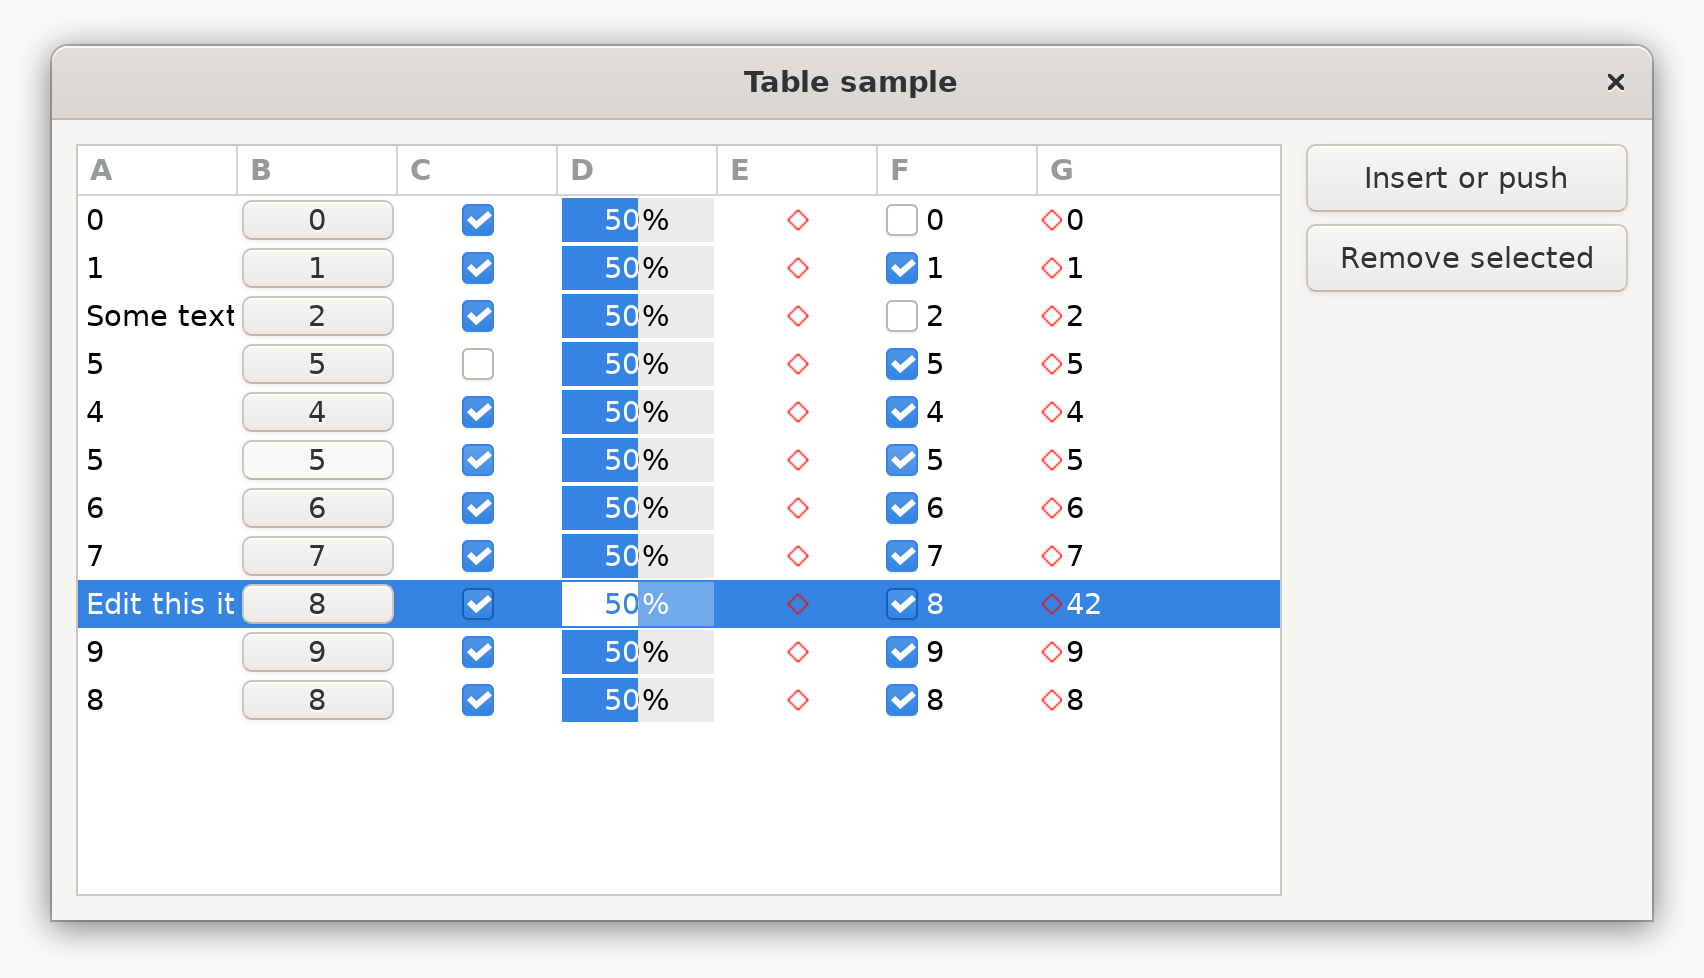 Table sample
A B C D E F G
Insert or push
0 0 50% 0 0
1 1 50% 1 1
Remove selected
Some text 2 50% 2 2
5 5 50% 5 5
4 4 50% 4 4
5 5 50% 5 5
6 6 50% 6 6
7 7 50% 7 7
Edit this it 8 50% 8 42
9 9 50% 9 9
8 8 50% 8 8